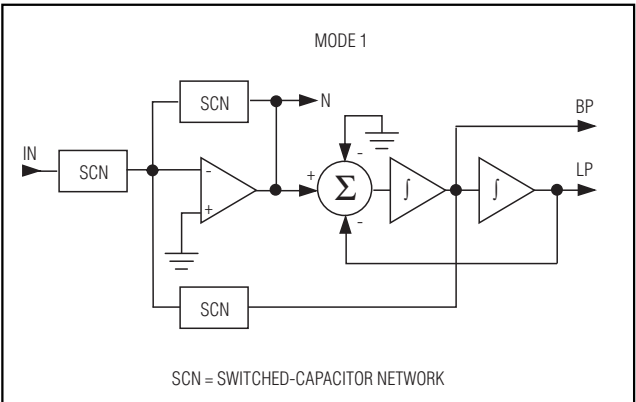 MODE 1
SCN
N
BP
IN
SCN
-
+
+
-
Σ
-
∫
∫
LP
SCN
SCN = SWITCHED-CAPACITOR NETWORK